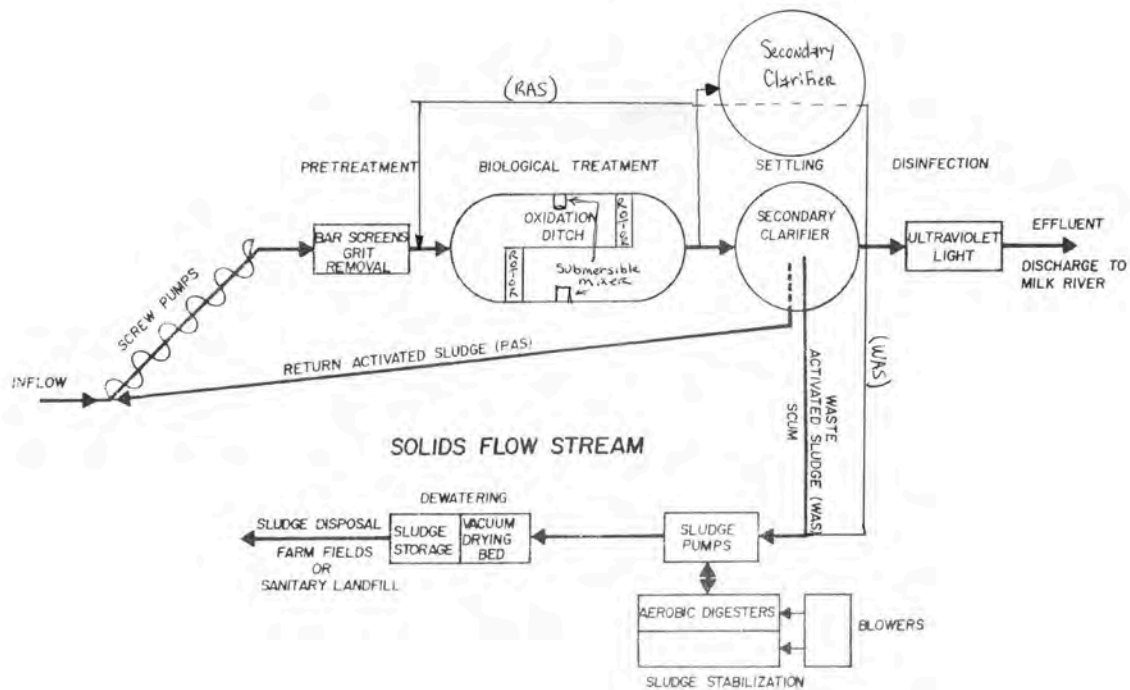 Secondary
Clarifier
(RAS)
PRETREATMENT
BIOLOGICAL TREATMENT
SETTLING
DISINFECTION
BAR SCREENS
GRIT
REMOVAL
OXIDATION
DITCH
ROTOR
ROTOR
Submersible
mixer
SECONDARY
CLARIFIER
ULTRAVIOLET
LIGHT
EFFLUENT
DISCHARGE TO
MILK RIVER
SCREW PUMPS
INFLOW
RETURN ACTIVATED SLUDGE (PAS)
SCUM
WASTE
ACTIVATED SLUDGE (WAS)
(WAS)
SOLIDS FLOW STREAM
DEWATERING
SLUDGE DISPOSAL
FARM FIELDS
OR
SANITARY LANDFILL
SLUDGE
STORAGE
VACUUM
DRYING
BED
SLUDGE
PUMPS
AEROBIC DIGESTERS
BLOWERS
SLUDGE STABILIZATION